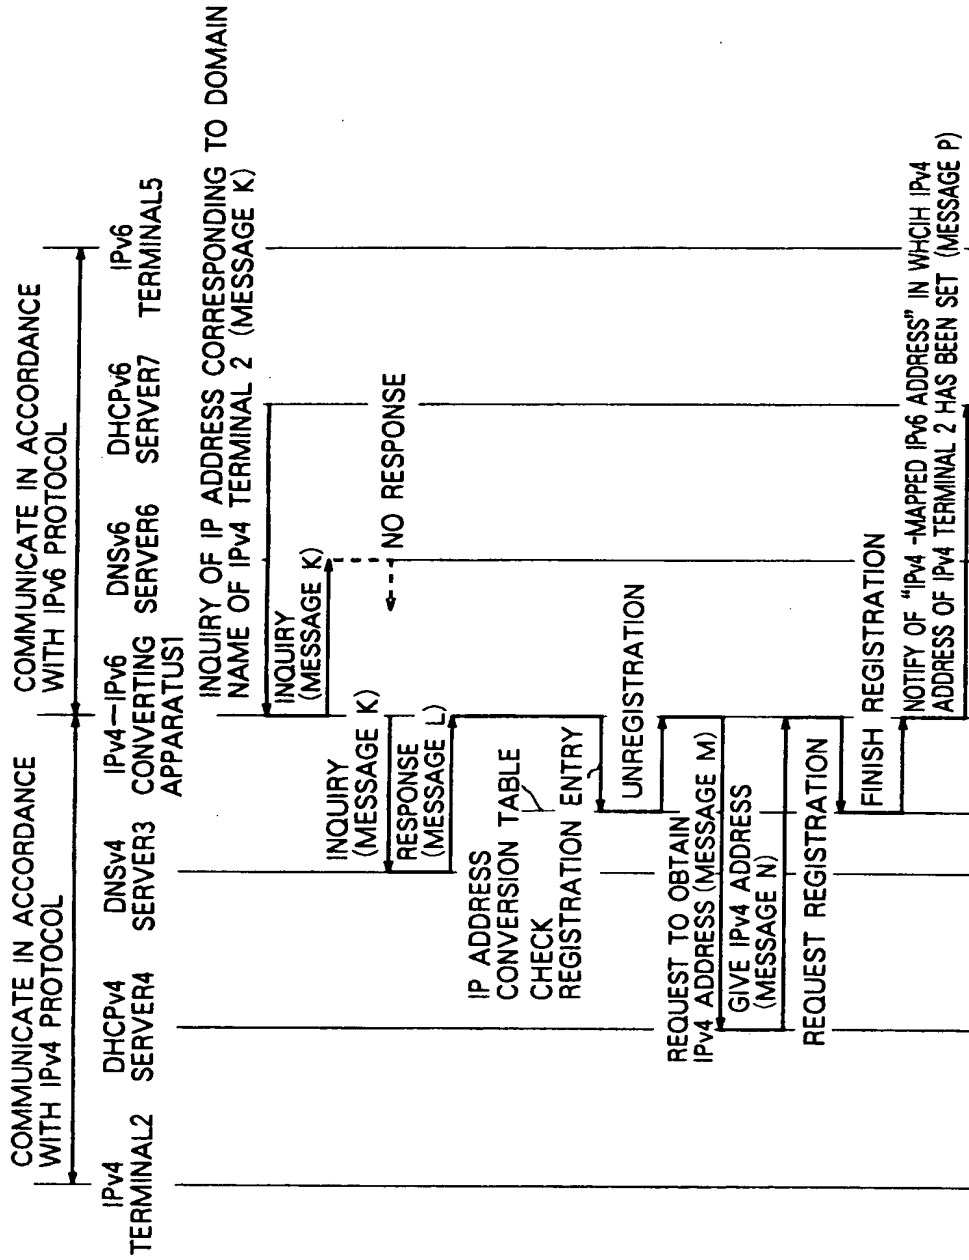 COMMUNICATE IN ACCORDANCE
WITH IPv4 PROTOCOL
COMMUNICATE IN ACCORDANCE
WITH IPv6 PROTOCOL
IPv4
TERMINAL2
DHCPv4
SERVER4
DNSv4
SERVER3
IPv4—IPv6
CONVERTING
APPARATUS1
DNSv6
SERVER6
DHCPv6
SERVER7
IPv6
TERMINAL5
INQUIRY OF IP ADDRESS CORRESPONDING TO DOMAIN
NAME OF IPv4 TERMINAL 2 (MESSAGE K)
INQUIRY
(MESSAGE K)
NO RESPONSE
INQUIRY
(MESSAGE K)
RESPONSE
(MESSAGE L)
IP ADDRESS
CONVERSION TABLE
CHECK
REGISTRATION ENTRY
UNREGISTRATION
REQUEST TO OBTAIN
IPv4 ADDRESS (MESSAGE M)
GIVE IPv4 ADDRESS
(MESSAGE N)
REQUEST REGISTRATION
FINISH REGISTRATION
NOTIFY OF "IPv4 -MAPPED IPv6 ADDRESS" IN WHCIH IPv4
ADDRESS OF IPv4 TERMINAL 2 HAS BEEN SET (MESSAGE P)